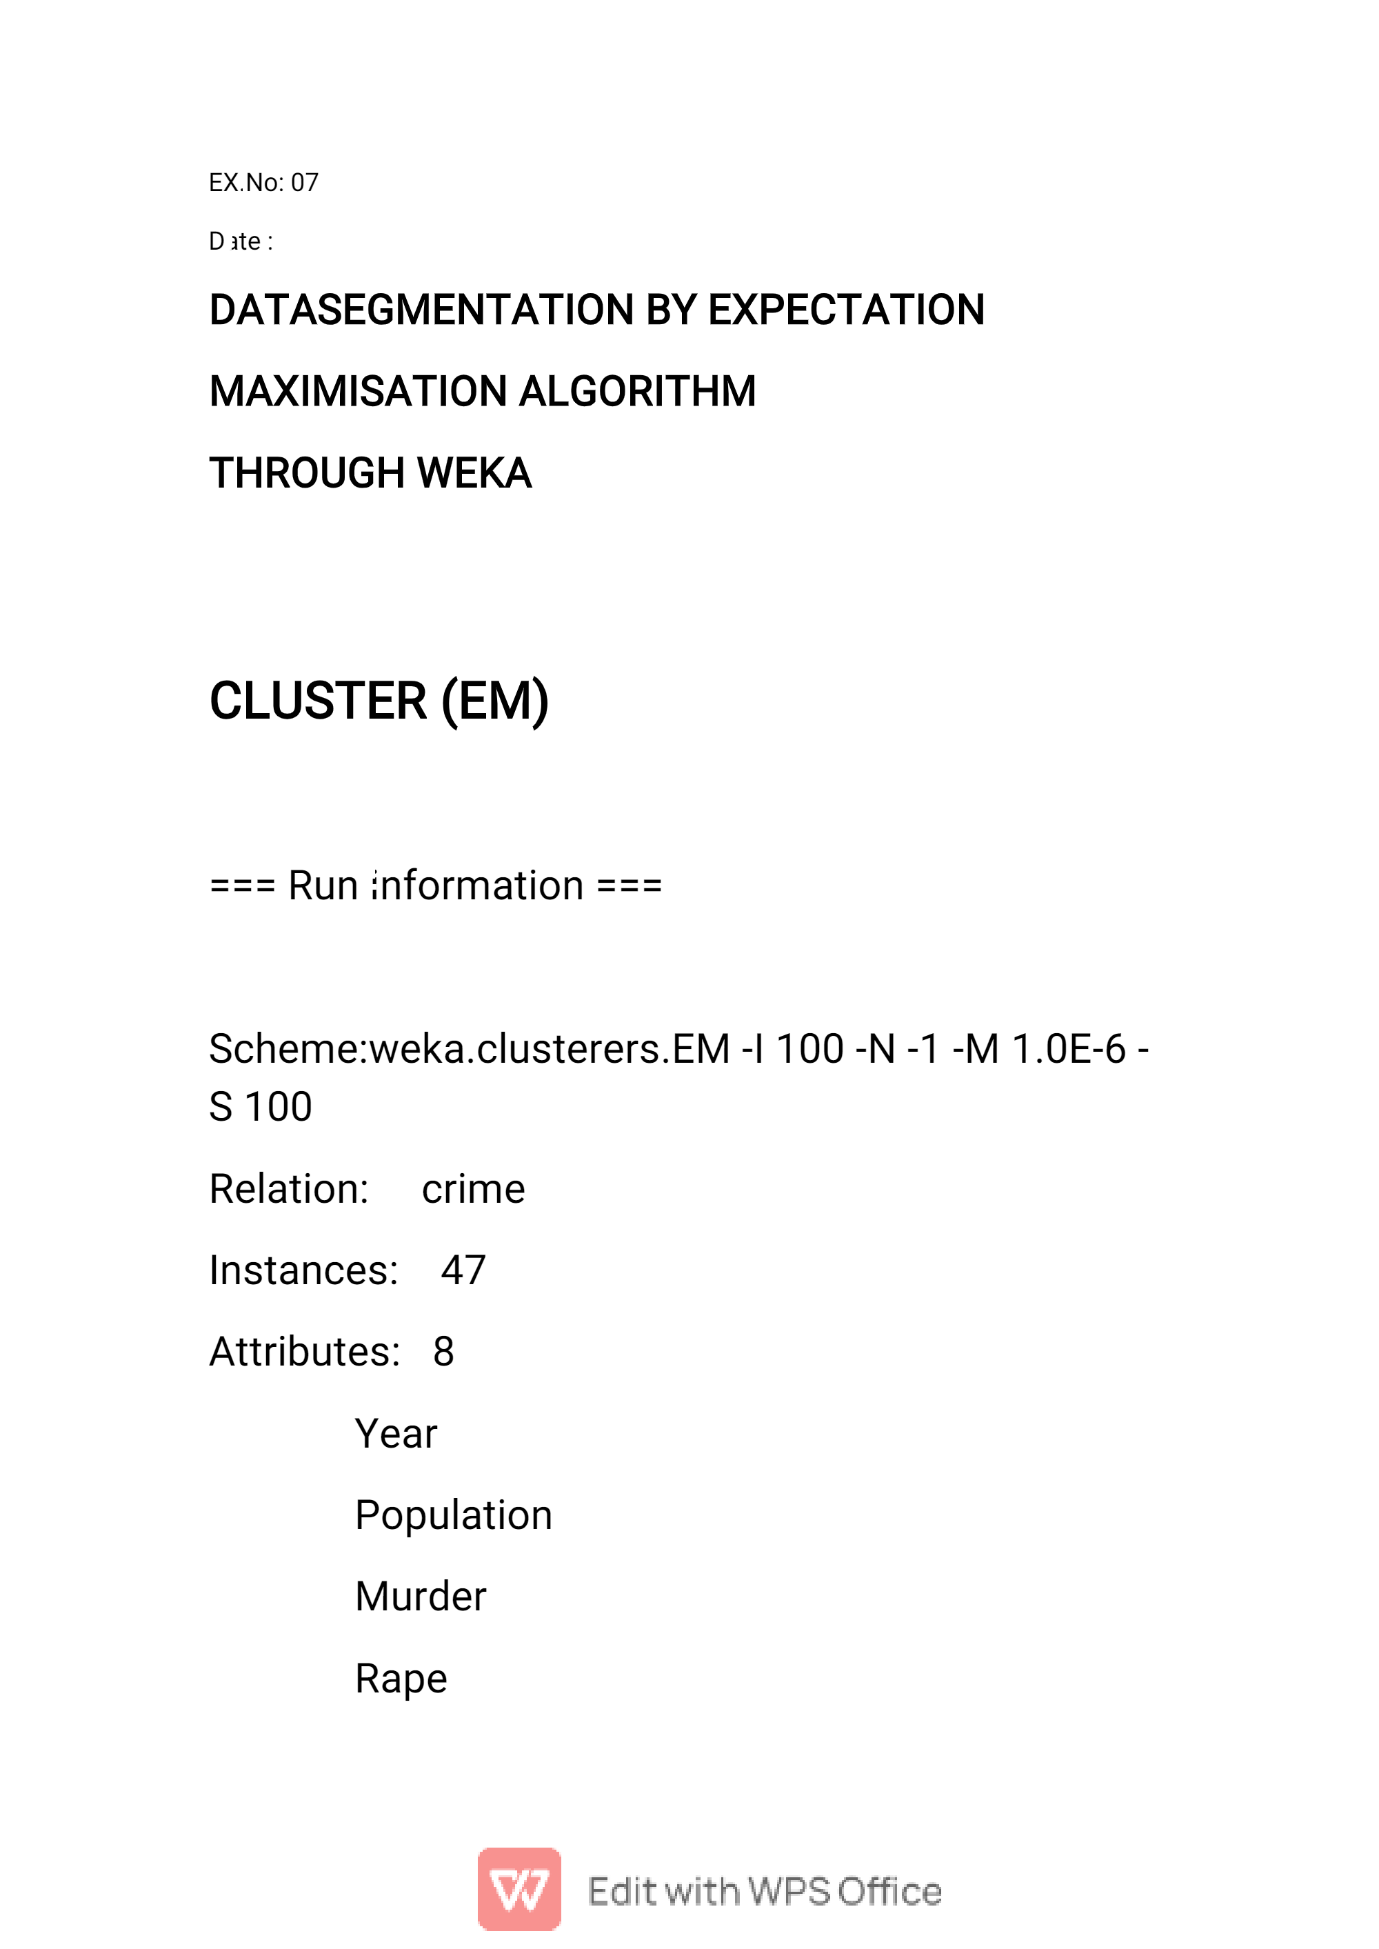 EX.No: 07
Date :
DATASEGMENTATION BY EXPECTATION
MAXIMISATION ALGORITHM
THROUGH WEKA
CLUSTER (EM)
=== Run information ===
Scheme:weka.clusterers.EM -I 100 -N -1 -M 1.0E-6 -
S 100
Relation: crime
Instances: 47
Attributes: 8
Year
Population
Murder
Rape
Edit with WPS Office